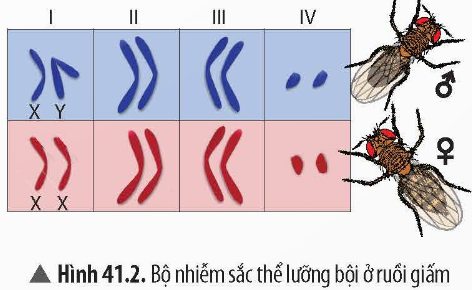 I II III IV
X Y
♂
X X
♀
▲ Hình 41.2. Bộ nhiễm sắc thể lưỡng bội ở ruồi giấm